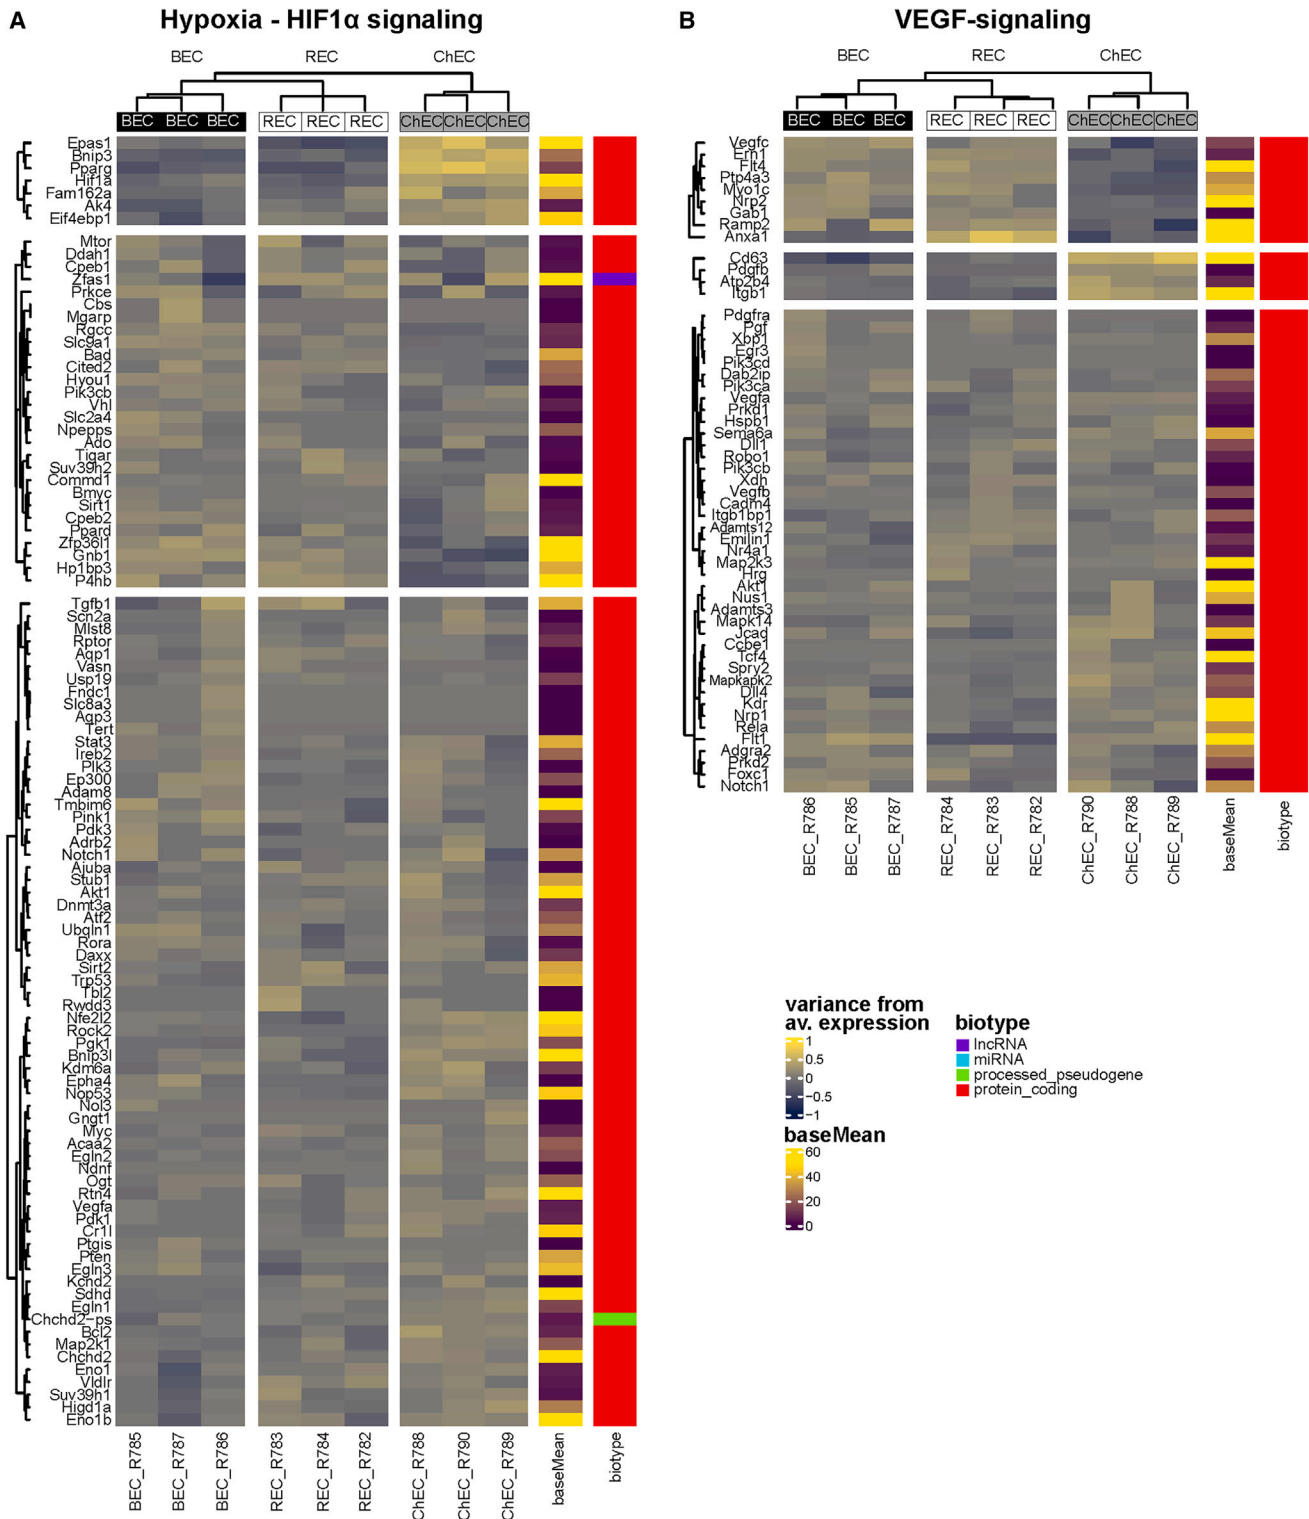 A
Hypoxia - HIF1α signaling
BEC REC ChEC
BEC BEC BEC REC REC REC ChEC ChEC ChEC
Epas1
Bnip3
Pparg
Hif1a
Fam162a
Ak4
Eif4ebp1
Mtor
Ddah1
Cpeb1
Zfas1
Prkce
Cbs
Mgarp
Rgcc
Slc9a1
Bad
Cited2
Hyou1
Pik3cb
Vhl
Slc2a4
Npepps
Ado
Tigar
Suv39h2
Commd1
Bmyc
Sirt1
Cpeb2
Ppard
Zfp36l1
Gnb1
Hp1bp3
P4hb
Tgfb1
Scn2a
Mlst8
Rptor
Aqp1
Vasn
Usp19
Fndc1
Slc8a3
Aqp3
Tert
Stat3
Ireb2
Plk3
Ep300
Adam8
Tmbim6
Pink1
Pdk3
Adrb2
Notch1
Ajuba
Stub1
Akt1
Dnmt3a
Atf2
Ubqln1
Rora
Daxx
Sirt2
Trp53
Tbl2
Rwdd3
Nfe2l2
Rock2
Pgk1
Bnip3l
Kdm6a
Epha4
Nop53
Nol3
Gngt1
Myc
Acaa2
Egln2
Ndnf
Ogt
Rtn4
Vegfa
Pdk1
Cr1l
Ptgis
Pten
Egln3
Kcnd2
Sdhd
Egln1
Chchd2-ps
Bcl2
Map2k1
Chchd2
Eno1
Vldlr
Suv39h1
Higd1a
Eno1b
BEC_R785
BEC_R787
BEC_R786
REC_R783
REC_R784
REC_R782
ChEC_R788
ChEC_R790
ChEC_R789
baseMean
biotype
B
VEGF-signaling
BEC REC ChEC
BEC BEC BEC REC REC REC ChEC ChEC ChEC
Vegfc
Ern1
Flt4
Ptp4a3
Myo1c
Nrp2
Gab1
Ramp2
Anxa1
Cd63
Pdgfb
Atp2b4
Itgb1
Pdgfra
Pgf
Xbp1
Egr3
Pik3cd
Dab2ip
Pik3ca
Vegfa
Prkd1
Hspb1
Sema6a
Dll1
Robo1
Pik3cb
Xdh
Vegfb
Cadm4
Itgb1bp1
Adamts12
Emilin1
Nr4a1
Map2k3
Hrg
Akt1
Nus1
Adamts3
Mapk14
Jcad
Ccbe1
Tcf4
Spry2
Mapkapk2
Dll4
Kdr
Nrp1
Rela
Flt1
Adgra2
Prkd2
Foxc1
Notch1
BEC_R786
BEC_R785
BEC_R787
REC_R784
REC_R783
REC_R782
ChEC_R790
ChEC_R788
ChEC_R789
baseMean
biotype
variance from
av. expression
1
0.5
0
−0.5
−1
baseMean
60
40
20
0
biotype
lncRNA
miRNA
processed_pseudogene
protein_coding